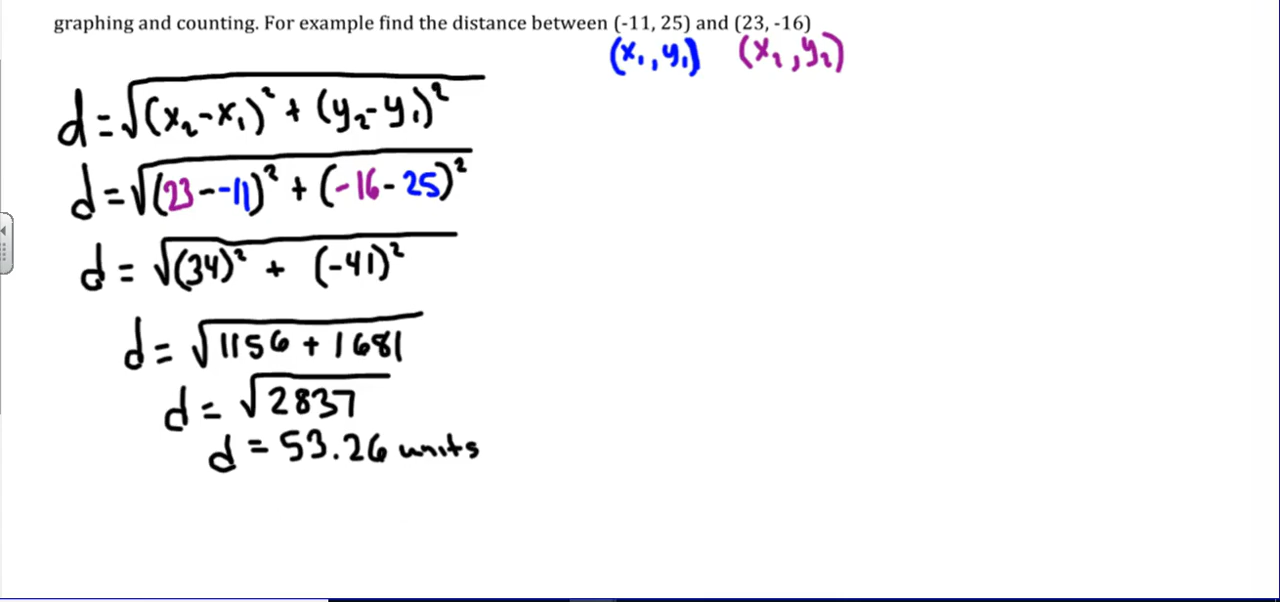 graphing and counting. For example find the distance between (-11, 25) and (23, -16)
(x₁, y₁) (x₂, y₂)
d = √(x₂ - x₁)² + (y₂ - y₁)²
d = √(23 - -11)² + (-16 - 25)²
d = √(34)² + (-41)²
d = √1156 + 1681
d = √2837
d = 53.26 units